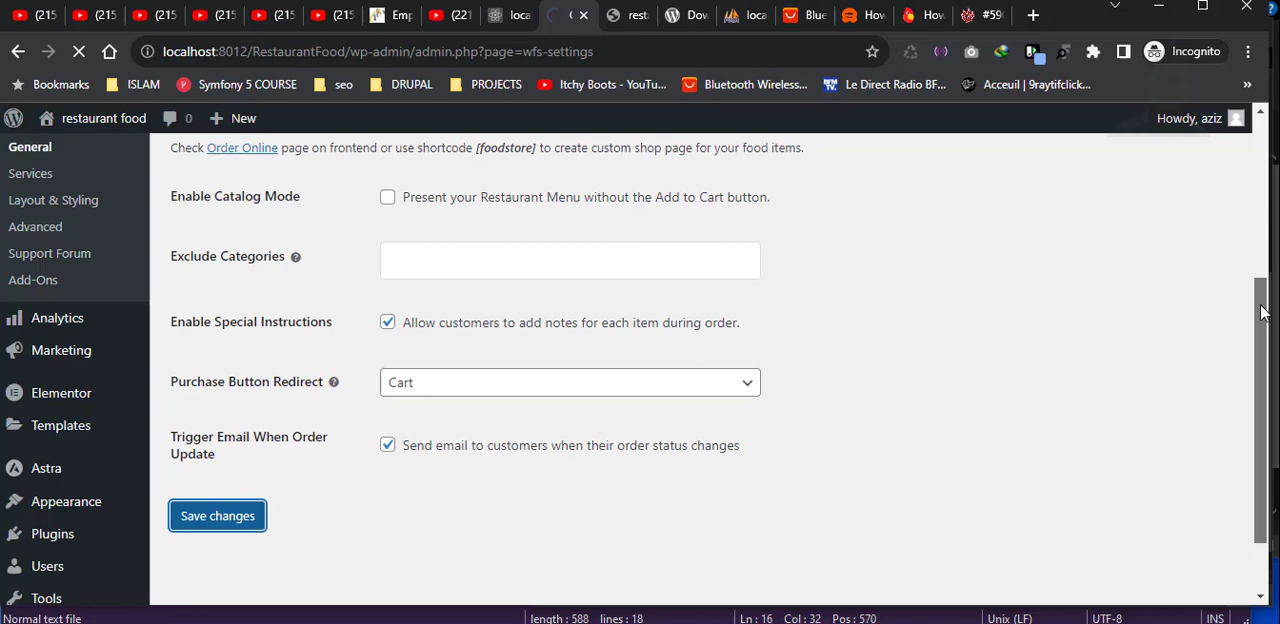 (215
(215
(215
(215
(215
(215
Emp
(221
loca
rest
Dow
loca
Blue
How
How
#59
localhost:8012/RestaurantFood/wp-admin/admin.php?page=wfs-settings
Incognito
Bookmarks
ISLAM
Symfony 5 COURSE
seo
DRUPAL
PROJECTS
Itchy Boots - YouTu...
Bluetooth Wireless...
Le Direct Radio BF...
Acceuil | 9raytifclick...
»
restaurant food
0
New
Howdy, aziz
General
Services
Layout & Styling
Advanced
Support Forum
Add-Ons
Analytics
Marketing
Elementor
Templates
Astra
Appearance
Plugins
Users
Tools
Check Order Online page on frontend or use shortcode [foodstore] to create custom shop page for your food items.
Enable Catalog Mode
Present your Restaurant Menu without the Add to Cart button.
Exclude Categories
Enable Special Instructions
Allow customers to add notes for each item during order.
Purchase Button Redirect
Cart
Trigger Email When Order
Update
Send email to customers when their order status changes
Save changes
Normal text file
length : 588 lines : 18
Ln : 16 Col : 32 Pos : 570
Unix (LF)
UTF-8
INS